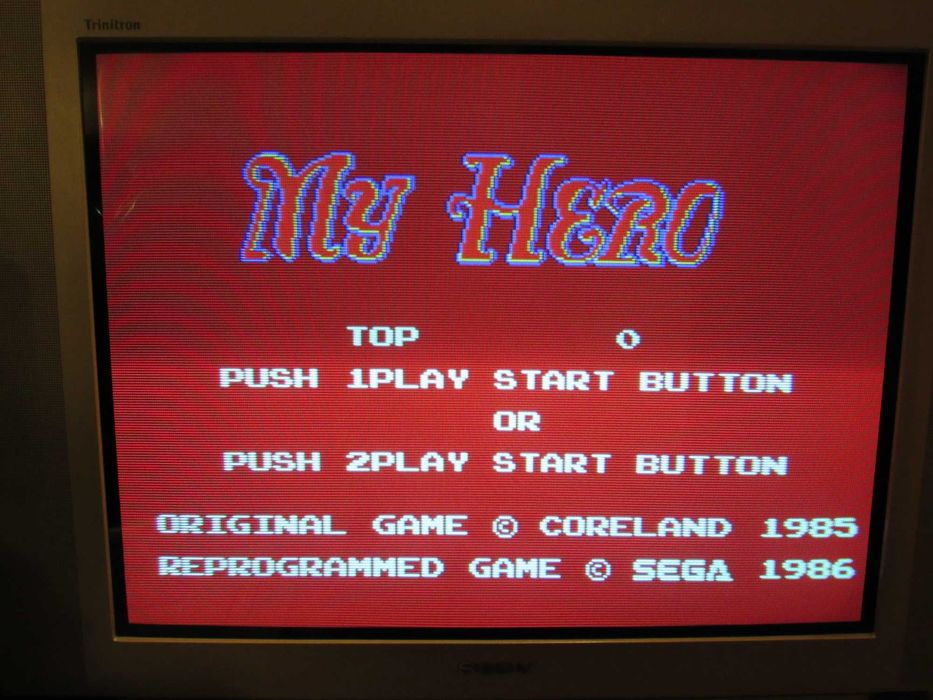 Trinitron
My Hero
TOP 0
PUSH 1PLAY START BUTTON
OR
PUSH 2PLAY START BUTTON
ORIGINAL GAME © CORELAND 1985
REPROGRAMMED GAME © SEGA 1986
SONY